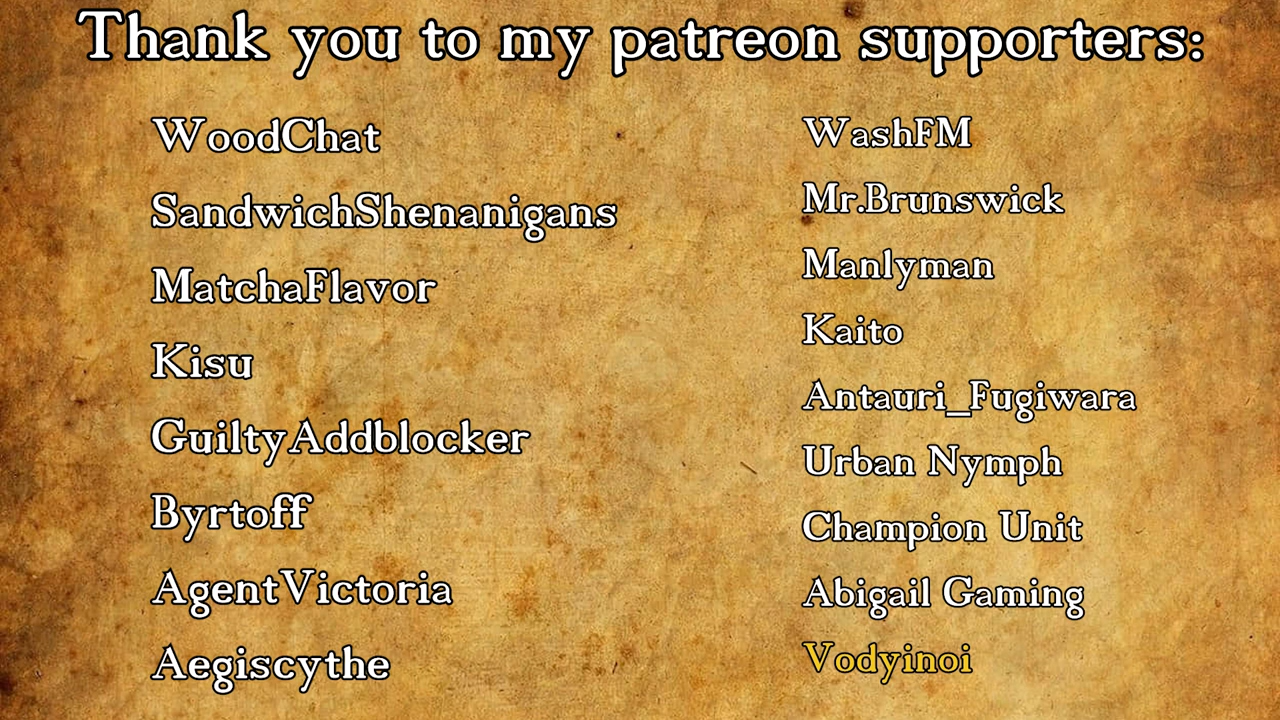 Thank you to my patreon supporters:
WoodChat
SandwichShenanigans
MatchaFlavor
Kisu
GuiltyAddblocker
Byrtoff
AgentVictoria
Aegiscythe
WashFM
Mr.Brunswick
Manlyman
Kaito
Antauri_Fugiwara
Urban Nymph
Champion Unit
Abigail Gaming
Vodyinoi